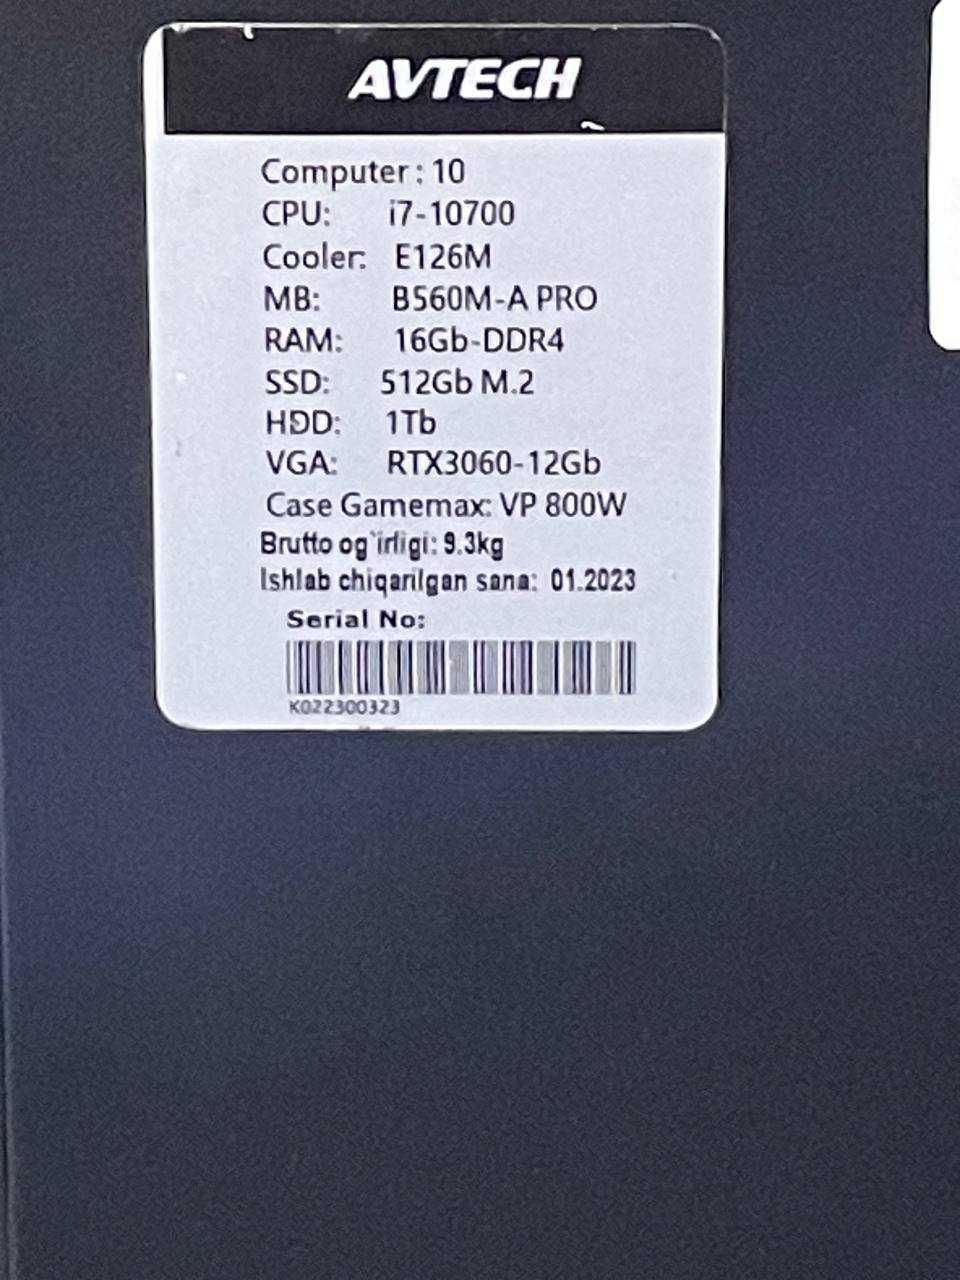 AVTECH
Computer : 10
CPU: i7-10700
Cooler: E126M
MB: B560M-A PRO
RAM: 16Gb-DDR4
SSD: 512Gb M.2
HDD: 1Tb
VGA: RTX3060-12Gb
Case Gamemax: VP 800W
Brutto og`irligi: 9.3kg
Ishlab chiqarilgan sana: 01.2023
Serial No:
K022300323